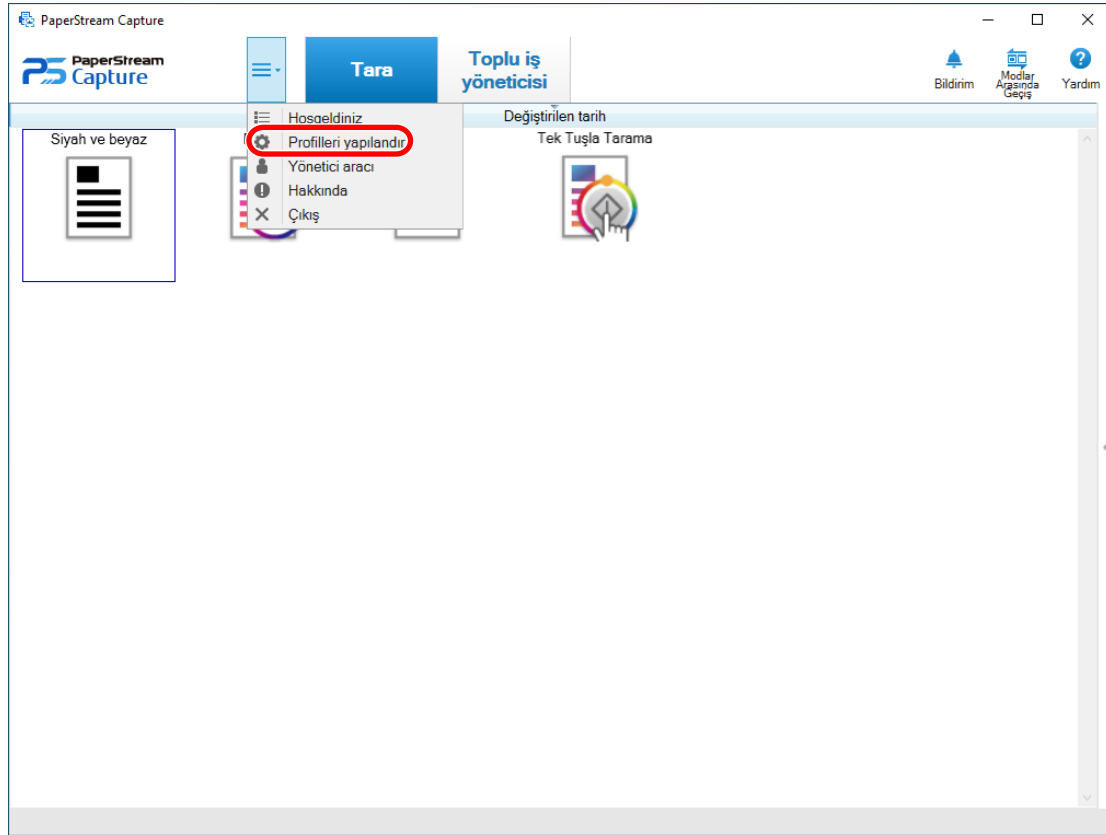 PaperStream Capture
PaperStream
Capture
Tara
Toplu iş
yöneticisi
Bildirim
Modlar
Arasında
Geçiş
Yardım
Değiştirilen tarih
Hoşgeldiniz
Profilleri yapılandır
Yönetici aracı
Hakkında
Çıkış
Siyah ve beyaz
Tek Tuşla Tarama